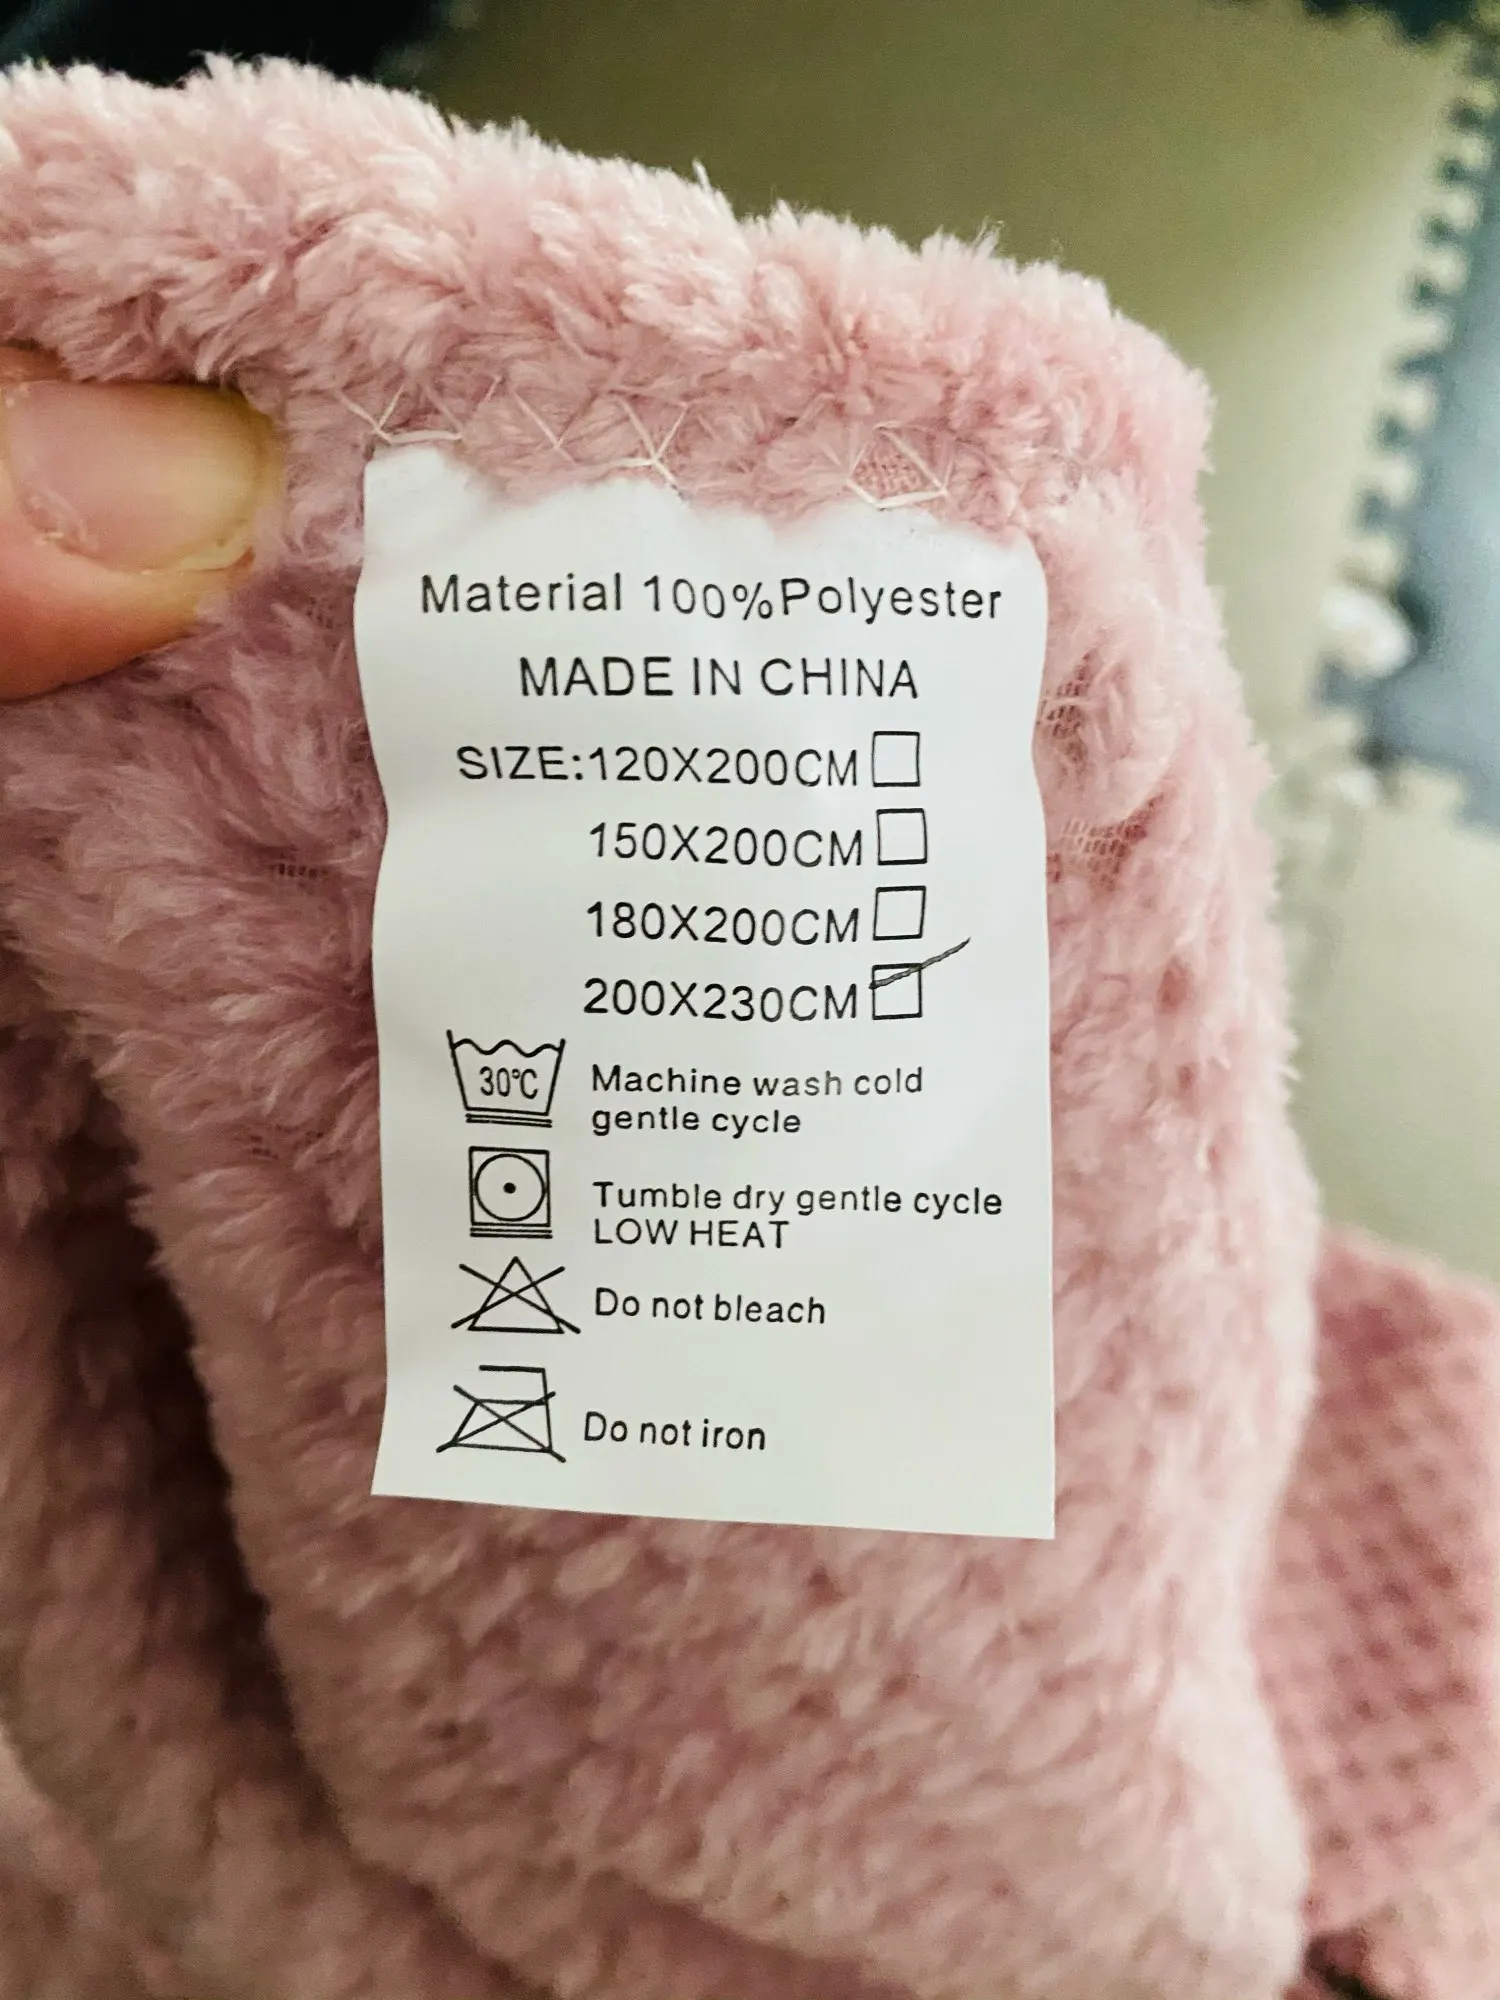 Material 100%Polyester
MADE IN CHINA
SIZE:120X200CM
150X200CM
180X200CM
200X230CM
30℃ Machine wash cold
gentle cycle
Tumble dry gentle cycle
LOW HEAT
Do not bleach
Do not iron